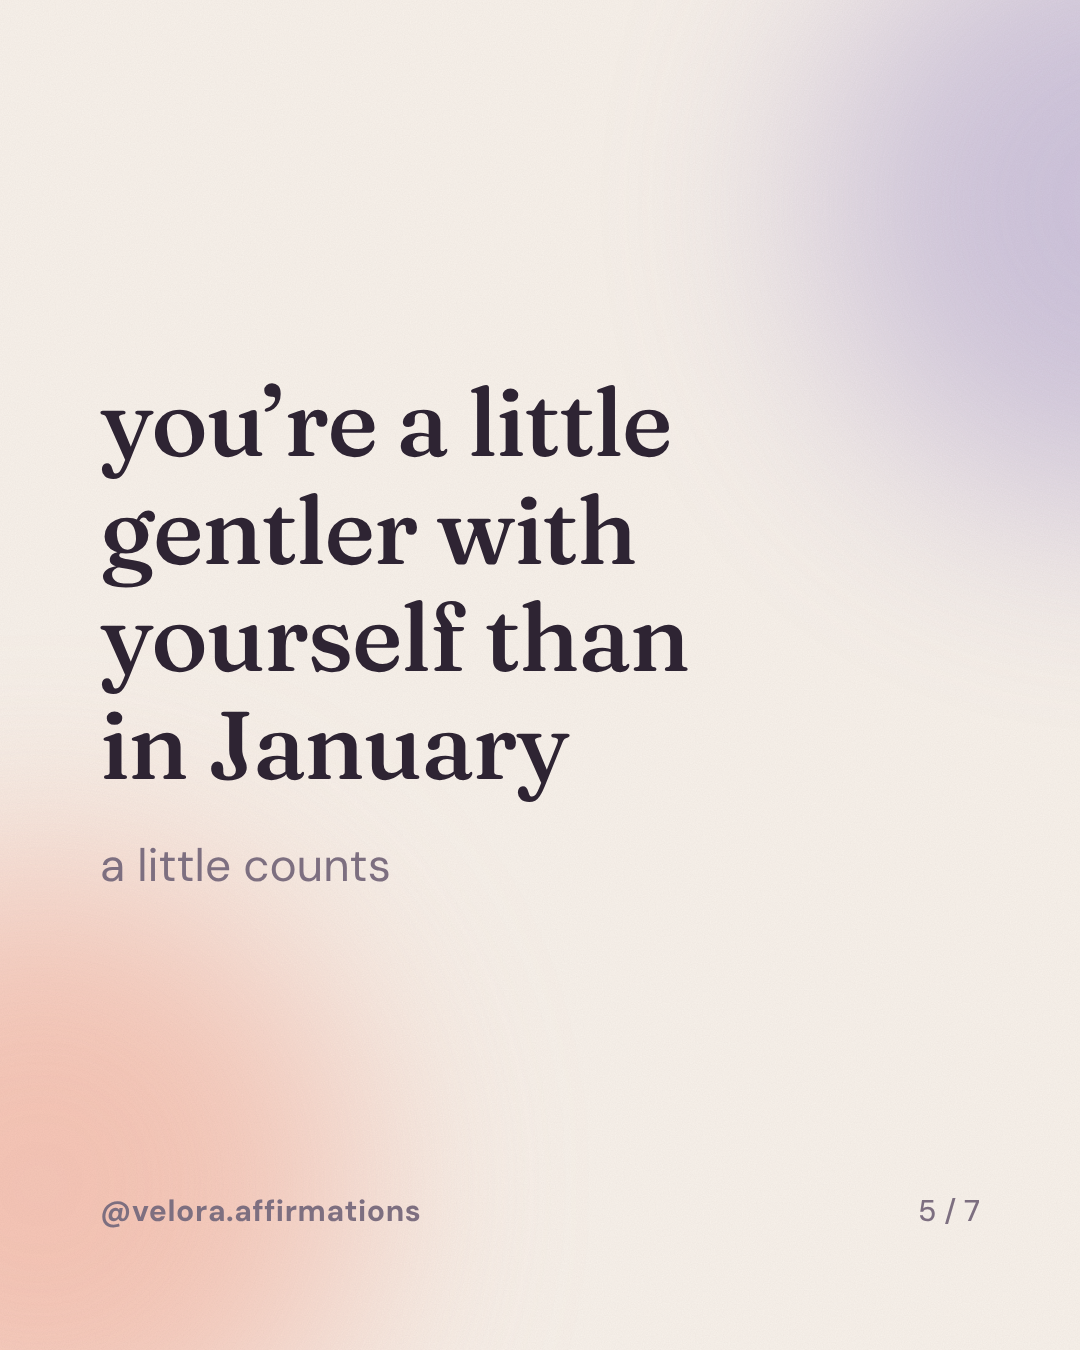 you’re a little
gentler with
yourself than
in January
a little counts
@velora.affirmations
5 / 7